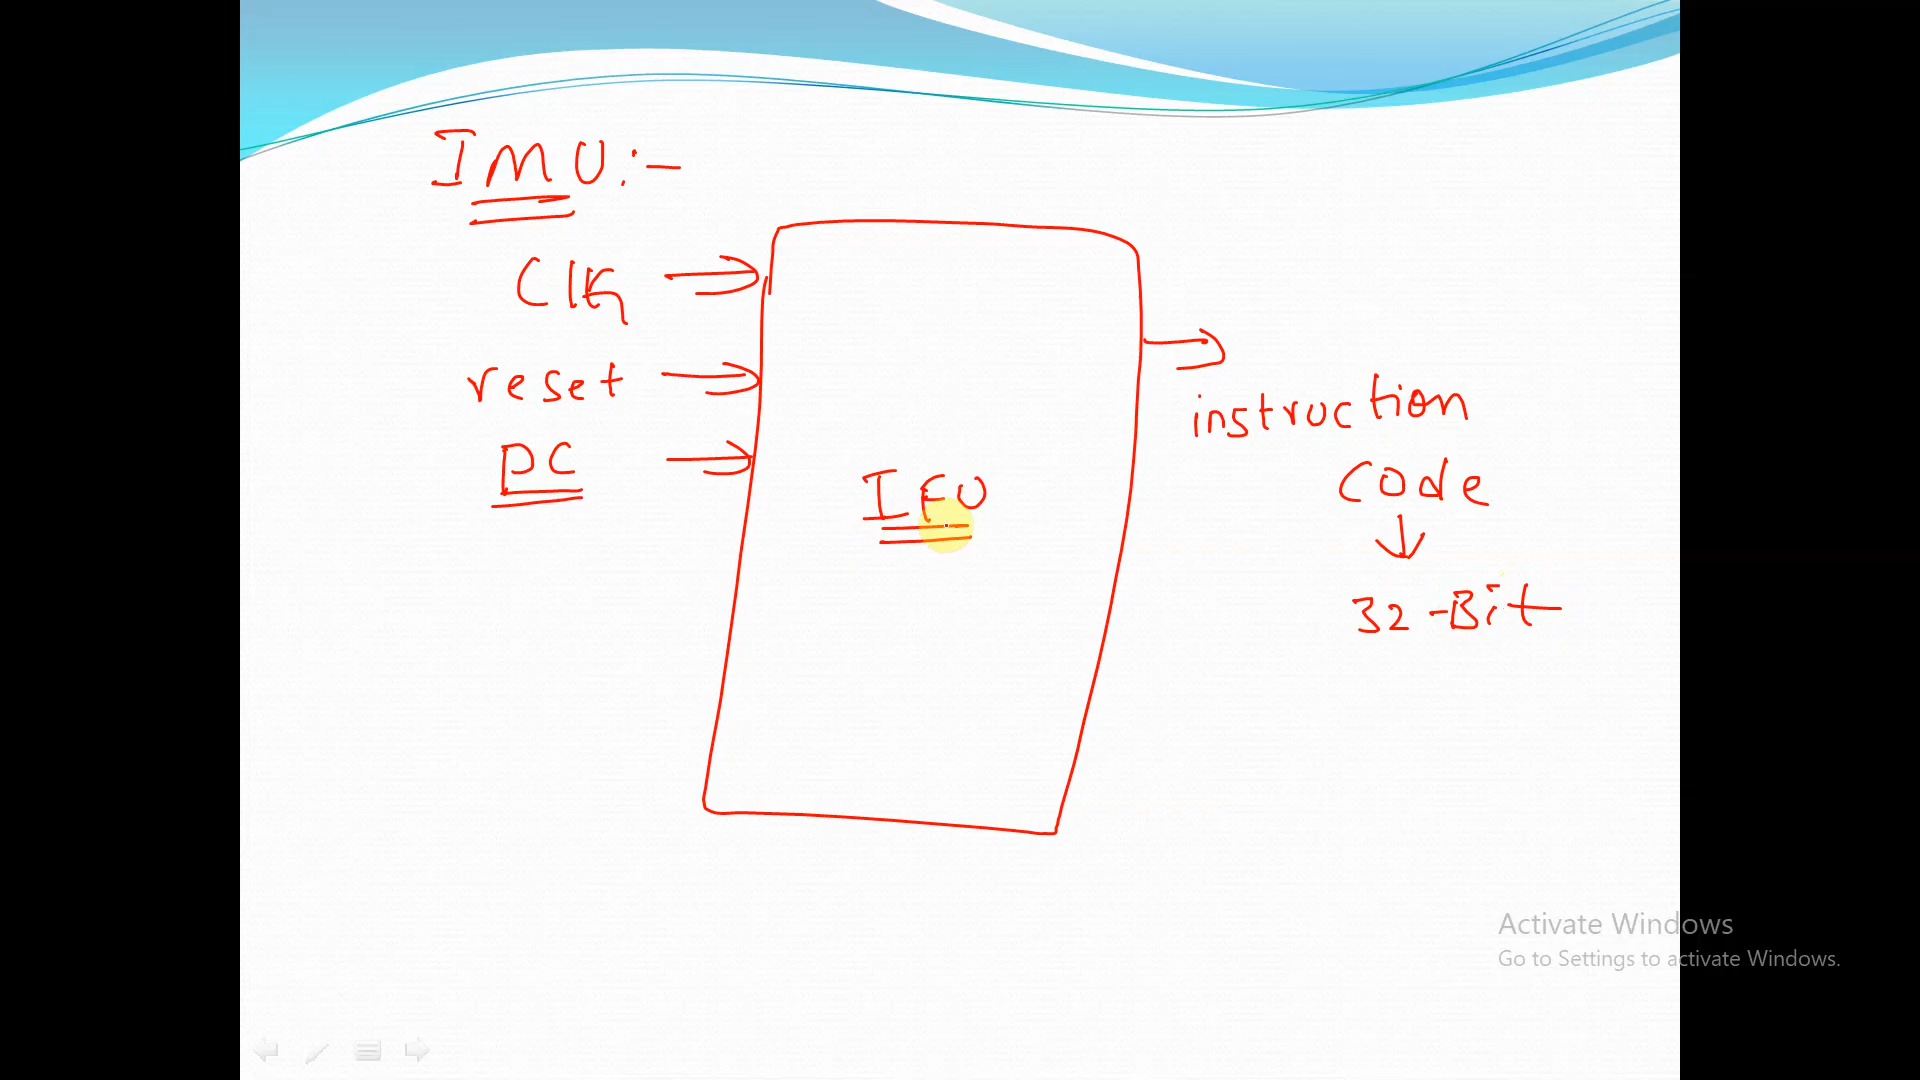 IMU:-
Clk
reset
PC
IFU
instruction
code
32-Bit
Activate Windows
Go to Settings to activate Windows.